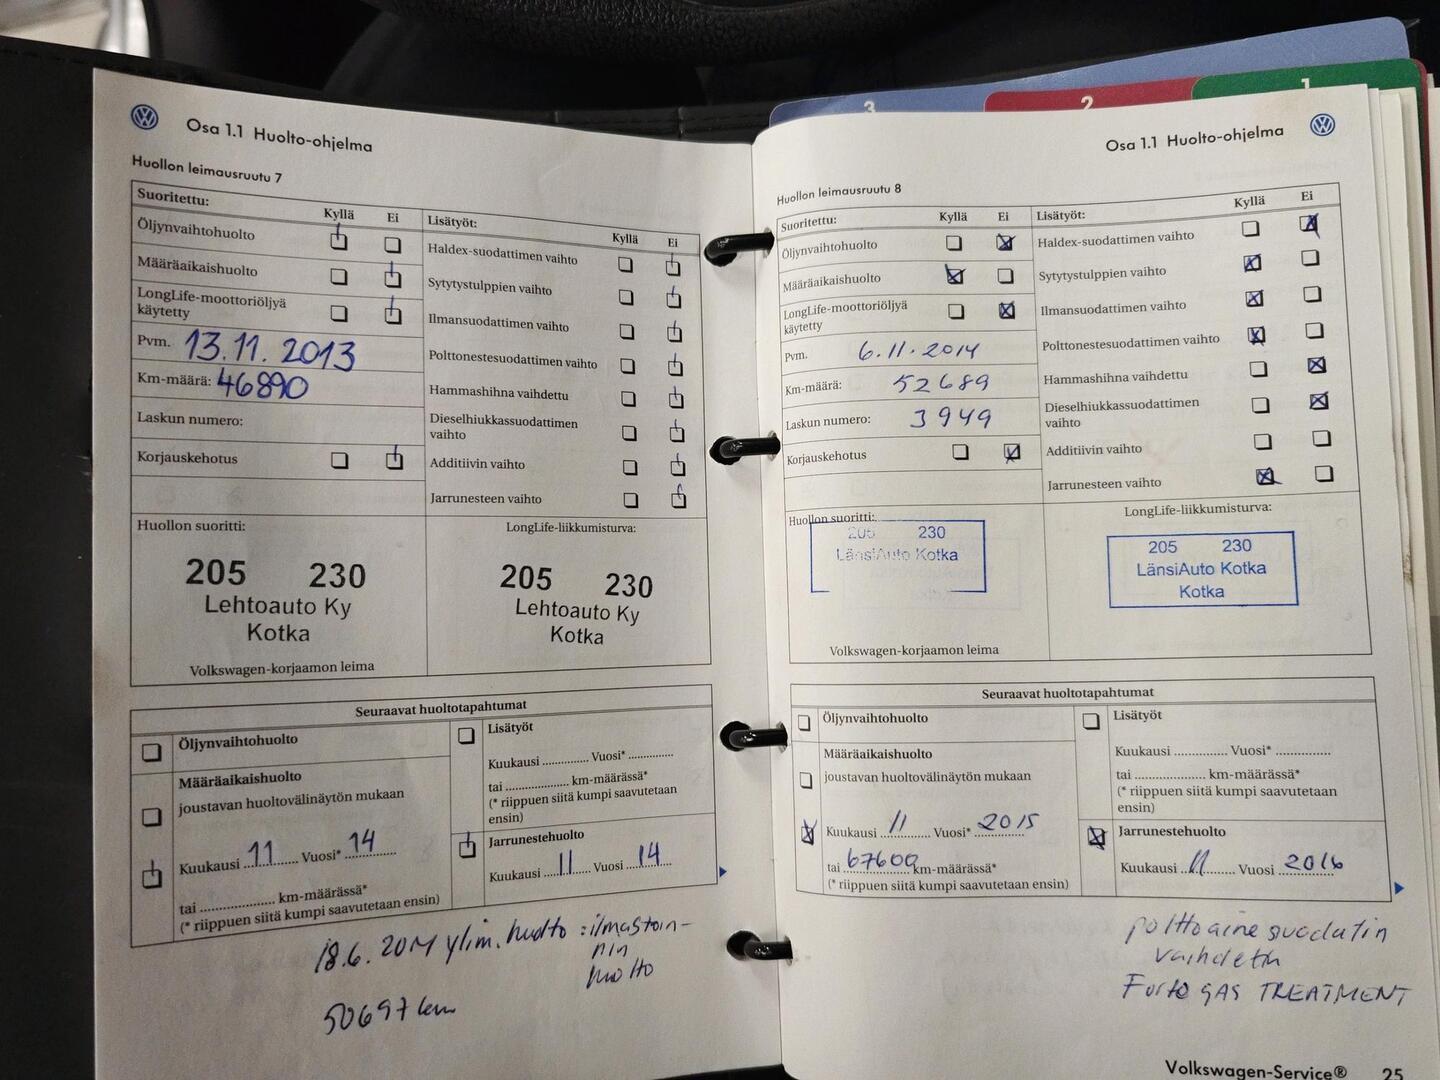 3
2
1
Osa 1.1 Huolto-ohjelma
Huollon leimausruutu 7
Suoritettu:
Kyllä Ei
Öljynvaihtohuolto
Määräaikaishuolto
LongLife-moottoriöljyä
käytetty
Pvm. 13.11.2013
Km-määrä: 46890
Laskun numero:
Korjauskehotus
Lisätyöt:
Kyllä Ei
Haldex-suodattimen vaihto
Sytytystulppien vaihto
Ilmansuodattimen vaihto
Polttonestesuodattimen vaihto
Hammashihna vaihdettu
Dieselhiukkassuodattimen
vaihto
Additiivin vaihto
Jarrunesteen vaihto
Huollon suoritti:
205 230
Lehtoauto Ky
Kotka
Volkswagen-korjaamon leima
LongLife-liikkumisturva:
205 230
Lehtoauto Ky
Kotka
Seuraavat huoltotapahtumat
Öljynvaihtohuolto
Määräaikaishuolto
joustavan huoltovälinäytön mukaan
Kuukausi 11 Vuosi* 14
tai .................... km-määrässä*
(* riippuen siitä kumpi saavutetaan ensin)
Lisätyöt
Kuukausi ............ Vuosi* ............
tai .................... km-määrässä*
(* riippuen siitä kumpi saavutetaan
ensin)
Jarrunestehuolto
Kuukausi 11 Vuosi 14
18.6.2014 ylim. huolto : ilmastoin-
nin
huolto
50697 km
Osa 1.1 Huolto-ohjelma
Huollon leimausruutu 8
Suoritettu:
Kyllä Ei
Öljynvaihtohuolto
Määräaikaishuolto
LongLife-moottoriöljyä
käytetty
Pvm. 6.11.2014
Km-määrä: 52689
Laskun numero: 3949
Korjauskehotus
Lisätyöt:
Kyllä Ei
Haldex-suodattimen vaihto
Sytytystulppien vaihto
Ilmansuodattimen vaihto
Polttonestesuodattimen vaihto
Hammashihna vaihdettu
Dieselhiukkassuodattimen
vaihto
Additiivin vaihto
Jarrunesteen vaihto
Huollon suoritti:
205 230
LänsiAuto Kotka
Volkswagen-korjaamon leima
LongLife-liikkumisturva:
205 230
LänsiAuto Kotka
Kotka
Seuraavat huoltotapahtumat
Öljynvaihtohuolto
Määräaikaishuolto
joustavan huoltovälinäytön mukaan
Kuukausi 11 Vuosi* 2015
tai 67600 km-määrässä*
(* riippuen siitä kumpi saavutetaan ensin)
Lisätyöt
Kuukausi ............ Vuosi* ............
tai .................... km-määrässä*
(* riippuen siitä kumpi saavutetaan
ensin)
Jarrunestehuolto
Kuukausi 11 Vuosi 2016
polttoaine suodatin
vaihdettu
Forte GAS TREATMENT
Volkswagen-Service® 25